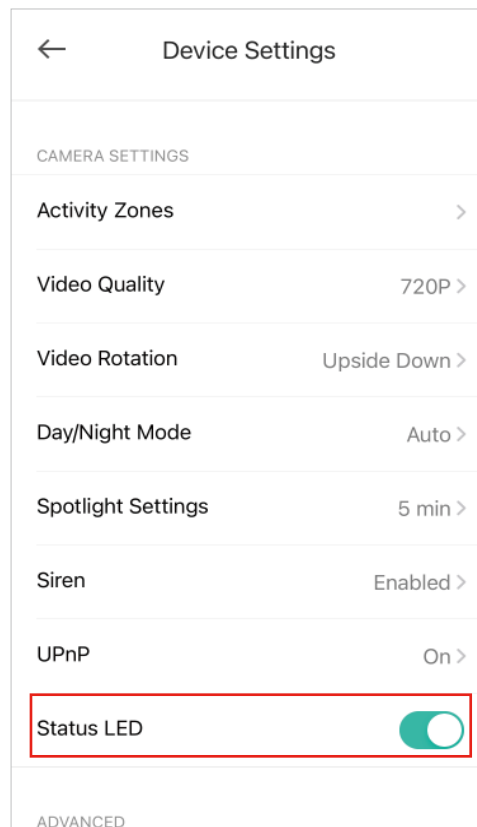 Device Settings
CAMERA SETTINGS
Activity Zones
Video Quality 720P
Video Rotation Upside Down
Day/Night Mode Auto
Spotlight Settings 5 min
Siren Enabled
UPnP On
Status LED
ADVANCED